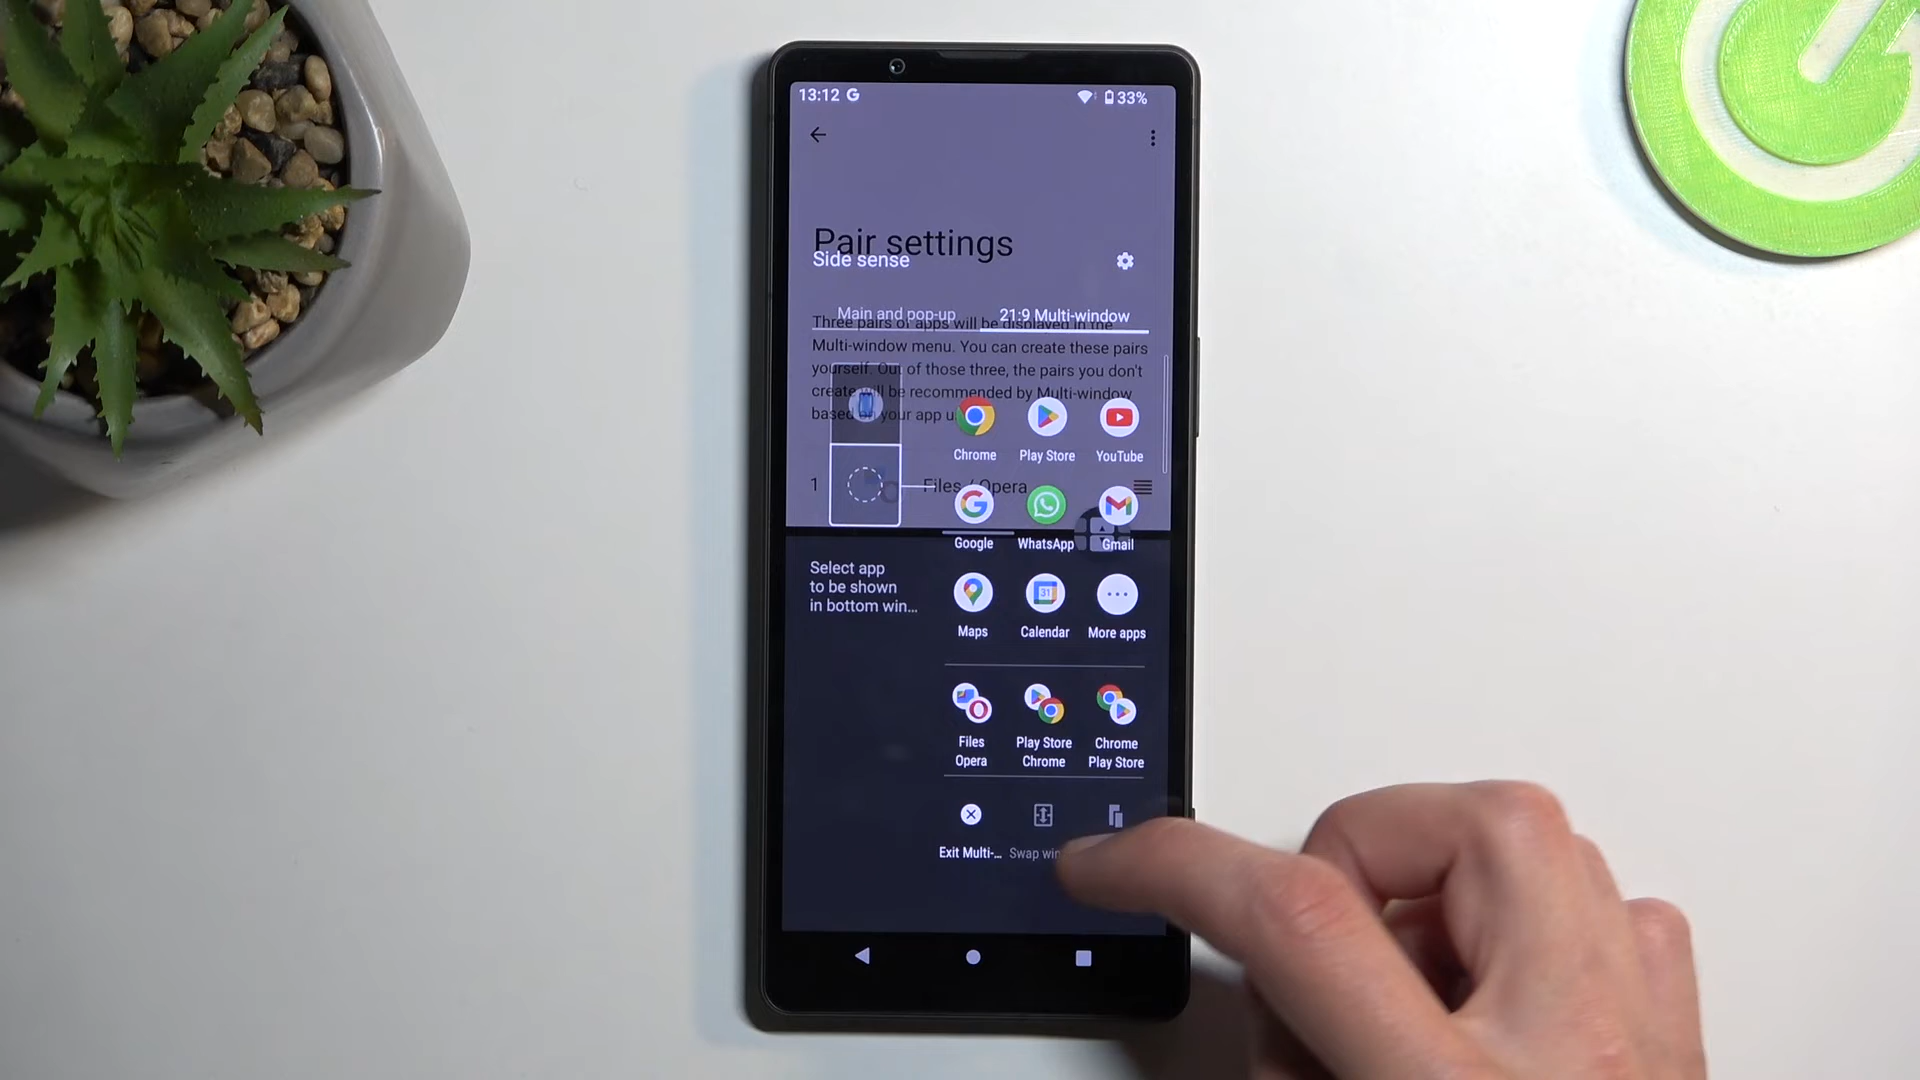 13:12 G
33%
Pair settings
Side sense
Main and pop-up
21:9 Multi-window
Three pairs of apps will be displayed in the
Multi-window menu. You can create these pairs
yourself. Out of those three, the pairs you don't
create will be recommended by Multi-window
based on your app u
Chrome
Play Store
YouTube
1
Files / Opera
Google
WhatsApp
Gmail
Select app
to be shown
in bottom win...
Maps
31
Calendar
More apps
Files
Opera
Play Store
Chrome
Chrome
Play Store
Exit Multi-...
Swap win